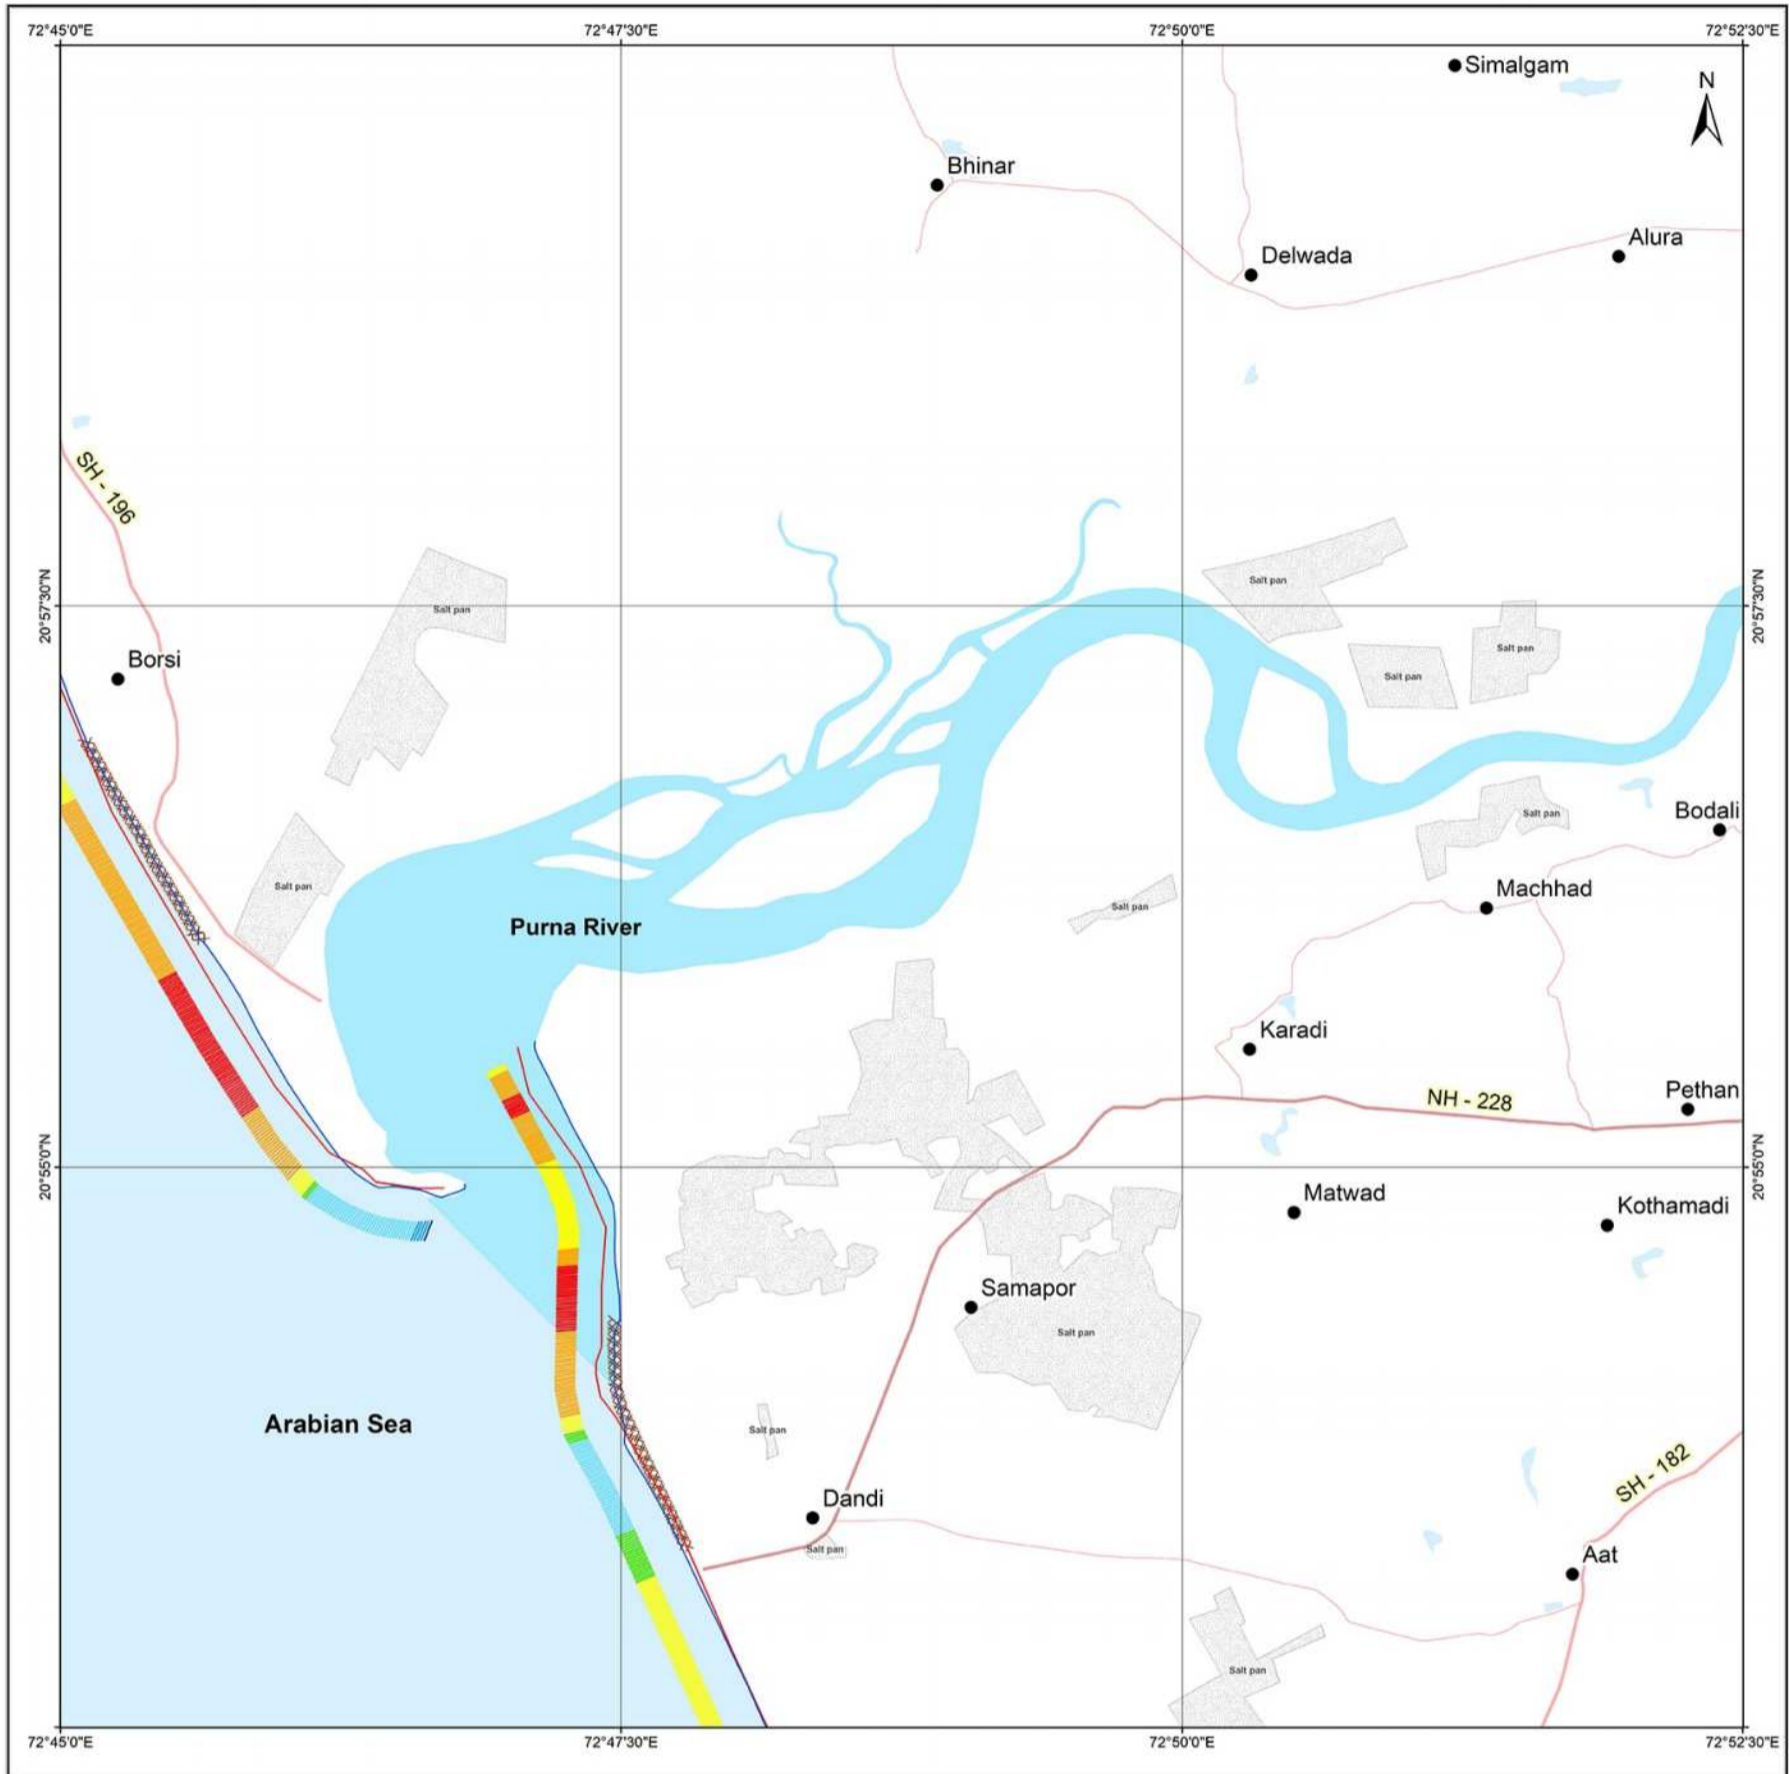 72°45'0"E
72°47'30"E
72°50'0"E
72°52'30"E
Simalgam
N
Bhinar
Alura
Delwada
SH - 196
20°57'30"N
Salt pan
Salt pan
20°57'30"N
Salt pan
Borsi
Salt pan
Bodali
Salt pan
Salt pan
Machhad
Salt pan
Purna River
Karadi
Pethan
NH - 228
20°55'0"N
20°55'0"N
Matwad
Kothamadi
Samapor
Salt pan
Arabian Sea
Salt pan
SH - 182
Dandi
Salt pan
Aat
Salt pan
72°45'0"E
72°47'30"E
72°50'0"E
72°52'30"E